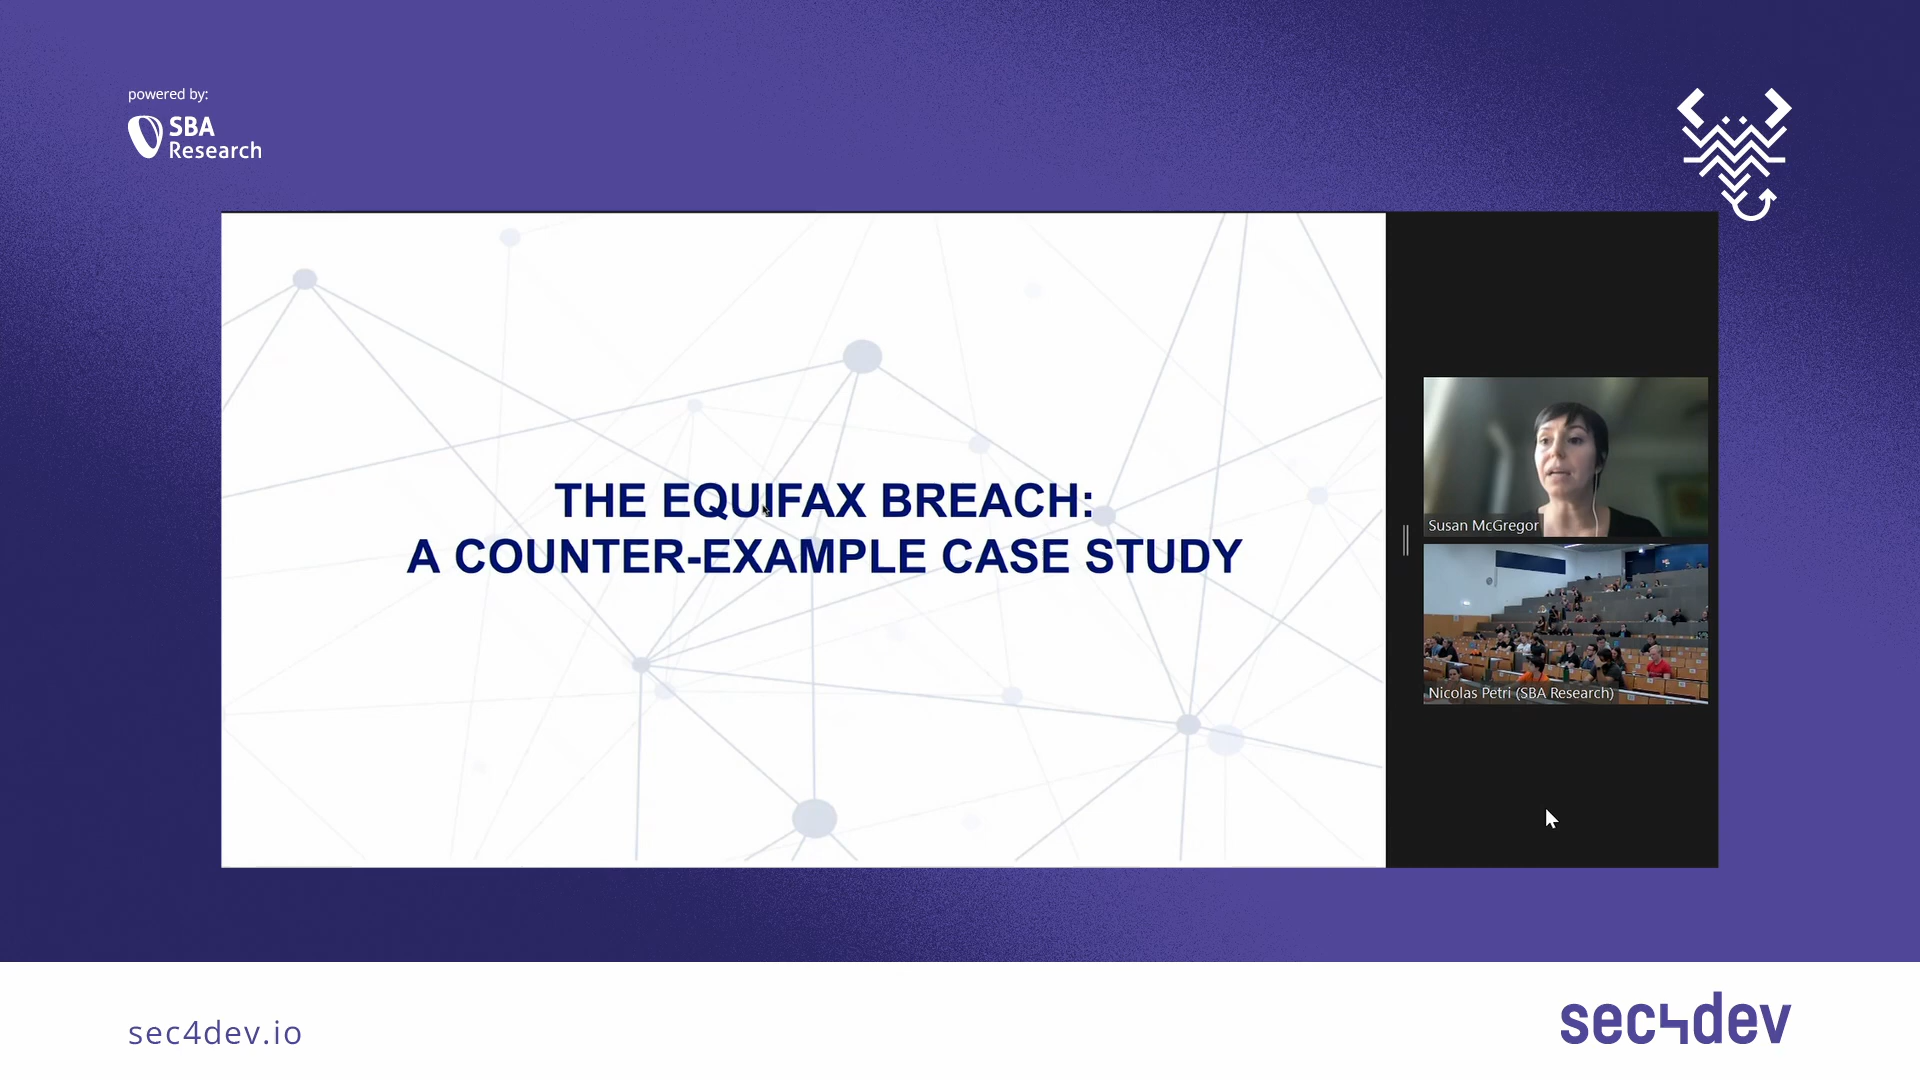 powered by:
SBA
Research
THE EQUIFAX BREACH:
A COUNTER-EXAMPLE CASE STUDY
Susan McGregor
Nicolas Petri (SBA Research)
sec4dev.io
sec4dev